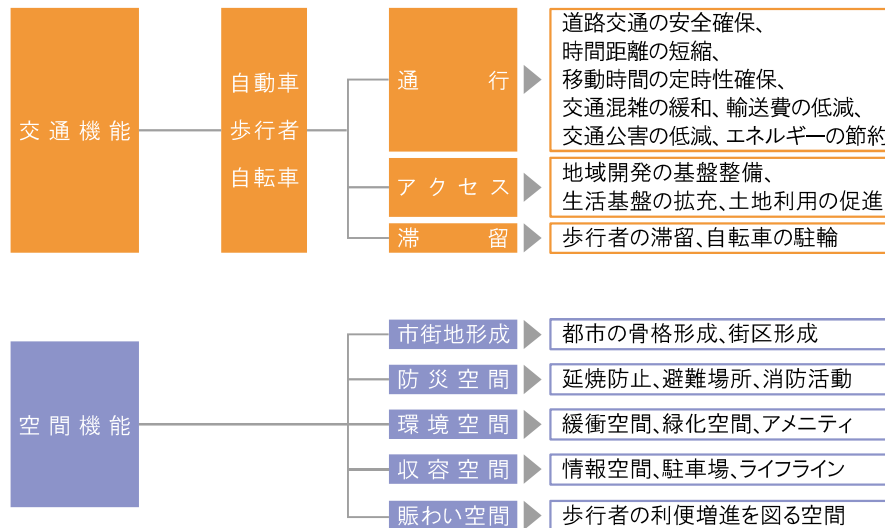 交通機能
自動車
歩行者
自転車
通行
道路交通の安全確保、
時間距離の短縮、
移動時間の定時性確保、
交通混雑の緩和、輸送費の低減、
交通公害の低減、エネルギーの節約
アクセス
地域開発の基盤整備、
生活基盤の拡充、土地利用の促進
滞留
歩行者の滞留、自転車の駐輪
空間機能
市街地形成
都市の骨格形成、街区形成
防災空間
延焼防止、避難場所、消防活動
環境空間
緩衝空間、緑化空間、アメニティ
収容空間
情報空間、駐車場、ライフライン
賑わい空間
歩行者の利便増進を図る空間